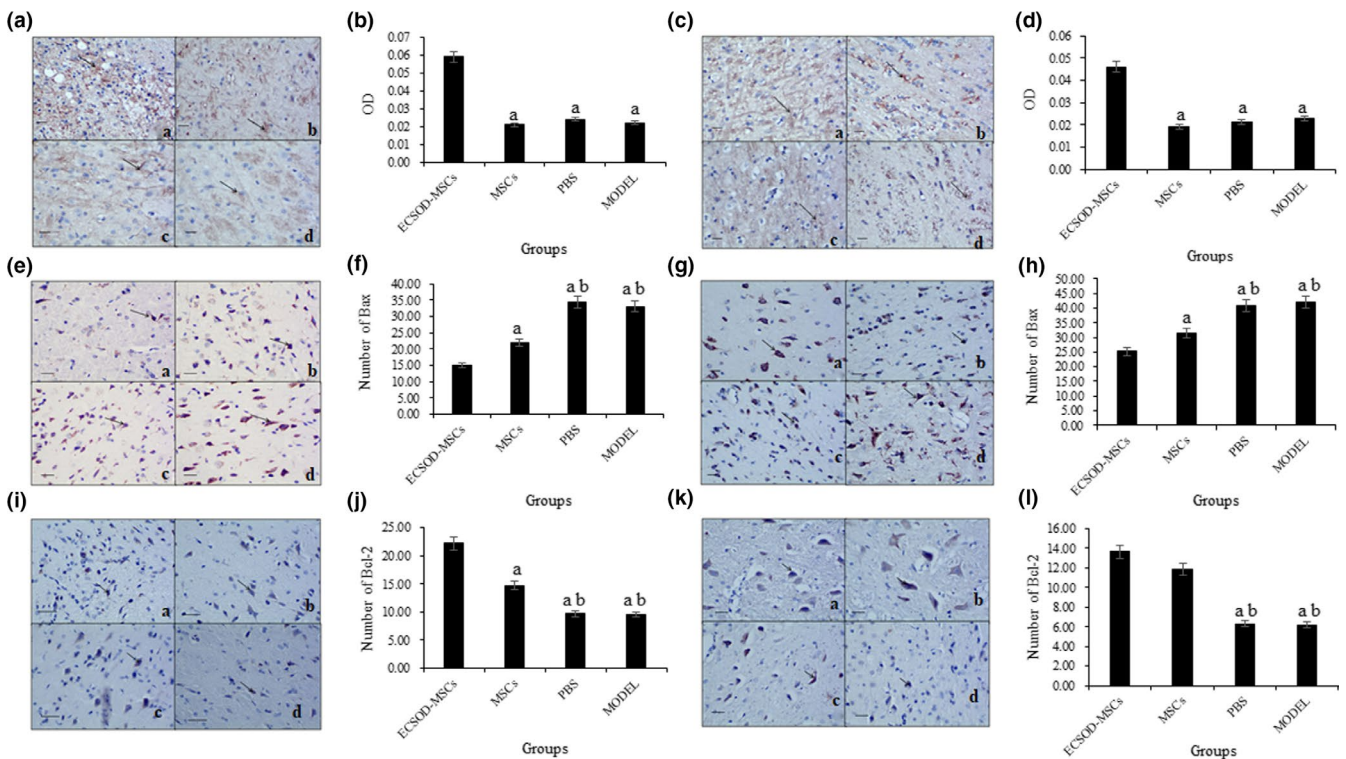 (a)
a
b
c
d
(b)
0.07
0.06
0.05
0.04
0.03
0.02
0.01
0.00
OD
a
a
a
ECSOD-MSCs
MSCs
PBS
MODEL
Groups
(c)
a
b
c
d
(d)
0.06
0.05
0.04
0.03
0.02
0.01
0.00
OD
a
a
a
ECSOD-MSCs
MSCs
PBS
MODEL
Groups
(e)
a
b
c
d
(f)
40.00
35.00
30.00
25.00
20.00
15.00
10.00
5.00
0.00
Number of Bax
a
a b
a b
ECSOD-MSCs
MSCs
PBS
MODEL
Groups
(g)
a
b
c
d
(h)
50.00
45.00
40.00
35.00
30.00
25.00
20.00
15.00
10.00
5.00
0.00
Number of Bax
a
a b
a b
ECSOD-MSCs
MSCs
PBS
MODEL
Groups
(i)
a
b
c
d
(j)
25.00
20.00
15.00
10.00
5.00
0.00
Number of Bcl-2
a
a b
a b
ECSOD-MSCs
MSCs
PBS
MODEL
Groups
(k)
a
b
c
d
(l)
16.00
14.00
12.00
10.00
8.00
6.00
4.00
2.00
0.00
Number of Bcl-2
a b
a b
ECSOD-MSCs
MSCs
PBS
MODEL
Groups